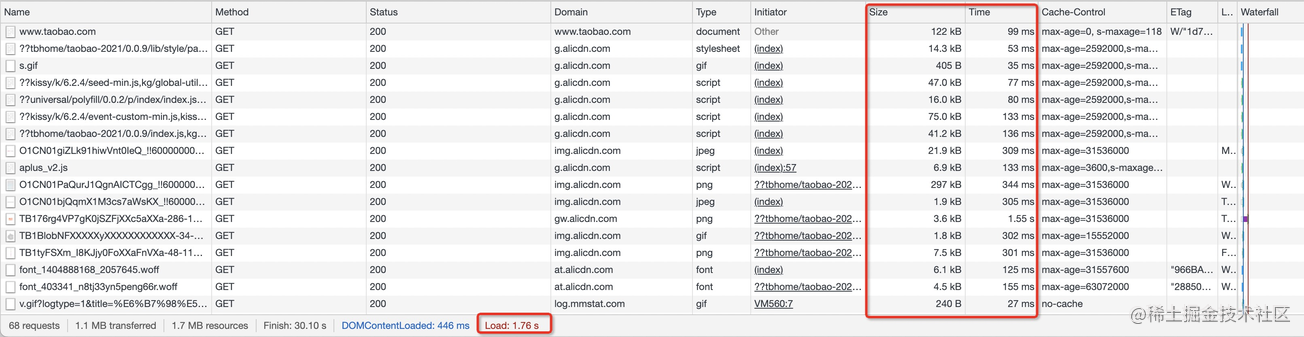 Name Method Status Domain Type Initiator Size Time Cache-Control ETag L.. Waterfall
www.taobao.com GET 200 www.taobao.com document Other 122 kB 99 ms max-age=0, s-maxage=118 W/"1d7...
??tbhome/taobao-2021/0.0.9/lib/style/pa... GET 200 g.alicdn.com stylesheet (index) 14.3 kB 53 ms max-age=2592000,s-ma...
s.gif GET 200 g.alicdn.com gif (index) 405 B 35 ms max-age=2592000,s-ma...
??kissy/k/6.2.4/seed-min.js,kg/global-util... GET 200 g.alicdn.com script (index) 47.0 kB 77 ms max-age=2592000,s-ma...
??universal/polyfill/0.0.2/p/index/index.js... GET 200 g.alicdn.com script (index) 16.0 kB 80 ms max-age=2592000,s-ma...
??kissy/k/6.2.4/event-custom-min.js,kiss... GET 200 g.alicdn.com script (index) 75.0 kB 133 ms max-age=2592000,s-ma...
??tbhome/taobao-2021/0.0.9/index.js,kg... GET 200 g.alicdn.com script (index) 41.2 kB 136 ms max-age=2592000,s-ma...
O1CN01giZLk91hiwVnt0IeQ_!!60000000... GET 200 img.alicdn.com jpeg (index) 21.9 kB 309 ms max-age=31536000 M..
aplus_v2.js GET 200 g.alicdn.com script (index):57 6.9 kB 133 ms max-age=3600,s-maxage...
O1CN01PaQurJ1QgnAlCTCgg_!!600000... GET 200 img.alicdn.com png ??tbhome/taobao-202... 297 kB 344 ms max-age=31536000 W..
O1CN01bjQqmX1M3cs7aWsKX_!!60000... GET 200 img.alicdn.com jpeg (index) 1.9 kB 305 ms max-age=31536000 T...
TB176rg4VP7gK0jSZFjXXc5aXXa-286-1... GET 200 gw.alicdn.com png ??tbhome/taobao-202... 3.6 kB 1.55 s max-age=31536000 T...
TB1BlobNFXXXXXyXXXXXXXXXXXX-34-... GET 200 img.alicdn.com gif ??tbhome/taobao-202... 1.8 kB 302 ms max-age=15552000 W..
TB1tyFSXm_I8KJjy0FoXXaFnVXa-48-11... GET 200 img.alicdn.com png ??tbhome/taobao-202... 7.5 kB 301 ms max-age=31536000 F...
font_1404888168_2057645.woff GET 200 at.alicdn.com font (index) 6.1 kB 125 ms max-age=31557600 "966BA... W..
font_403341_n8tj33yn5peng66r.woff GET 200 at.alicdn.com font ??tbhome/taobao-202... 4.5 kB 155 ms max-age=63072000 "28850... W..
v.gif?logtype=1&title=%E6%B7%98%E5... GET 200 log.mmstat.com gif VM560:7 240 B 27 ms no-cache
68 requests 1.1 MB transferred 1.7 MB resources Finish: 30.10 s DOMContentLoaded: 446 ms Load: 1.76 s
@稀土掘金技术社区